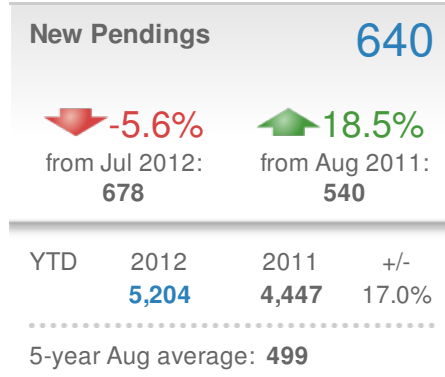 New Pendings 640
-5.6% 18.5%
from Jul 2012: from Aug 2011:
678 540
YTD 2012 2011 +/-
5,204 4,447 17.0%
5-year Aug average: 499